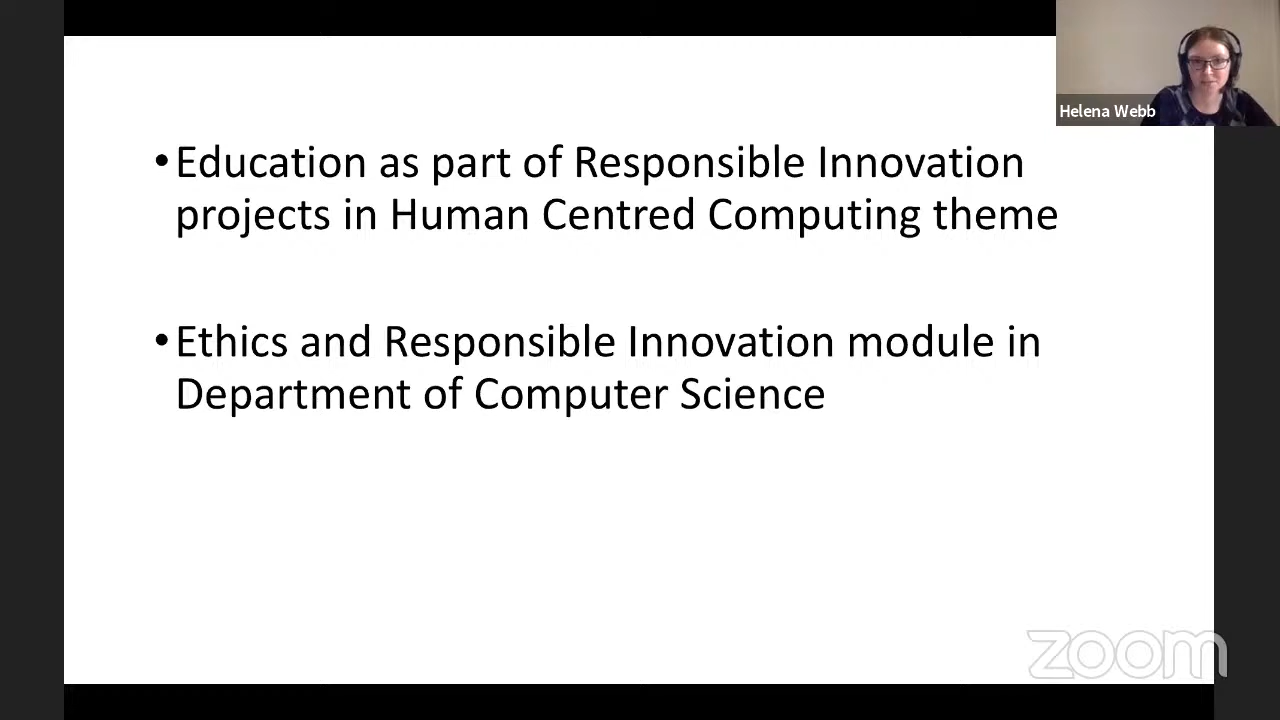 Helena Webb
•Education as part of Responsible Innovation
projects in Human Centred Computing theme
•Ethics and Responsible Innovation module in
Department of Computer Science
zoom